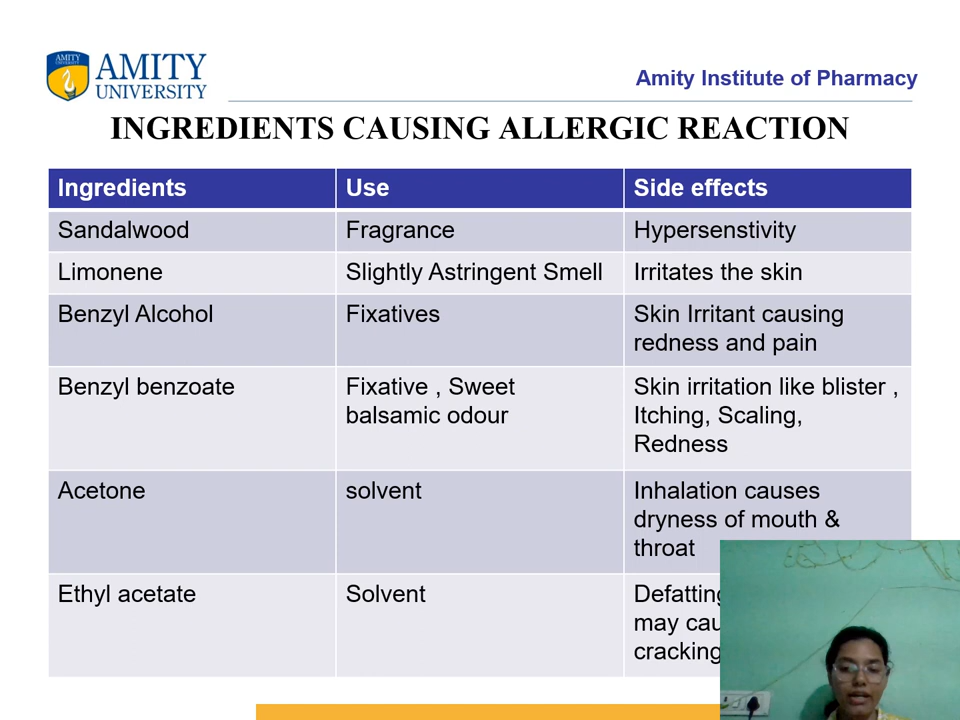 AMITY
AMITY
UNIVERSITY
Amity Institute of Pharmacy
INGREDIENTS CAUSING ALLERGIC REACTION
Ingredients Use Side effects
Sandalwood Fragrance Hypersenstivity
Limonene Slightly Astringent Smell Irritates the skin
Benzyl Alcohol Fixatives Skin Irritant causing
redness and pain
Benzyl benzoate Fixative , Sweet Skin irritation like blister ,
balsamic odour Itching, Scaling,
Redness
Acetone solvent Inhalation causes
dryness of mouth &
throat
Ethyl acetate Solvent
may
cracking